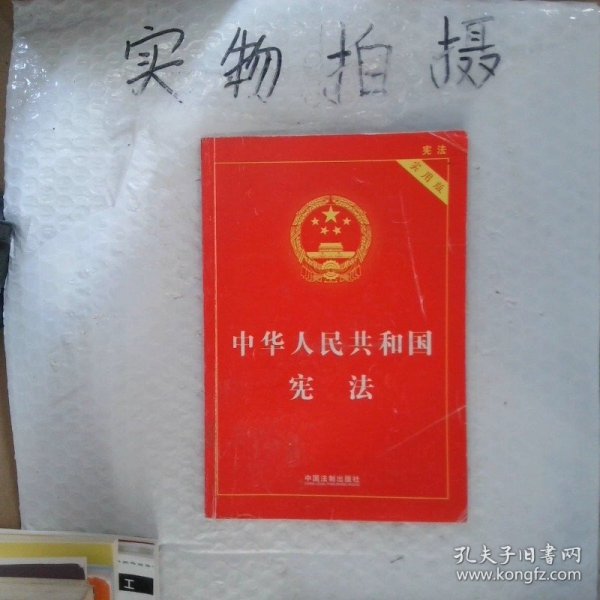 实物拍摄
宪法
实用版
中华人民共和国
宪法
中国法制出版社
工
孔夫子旧书网
www.kongfz.com